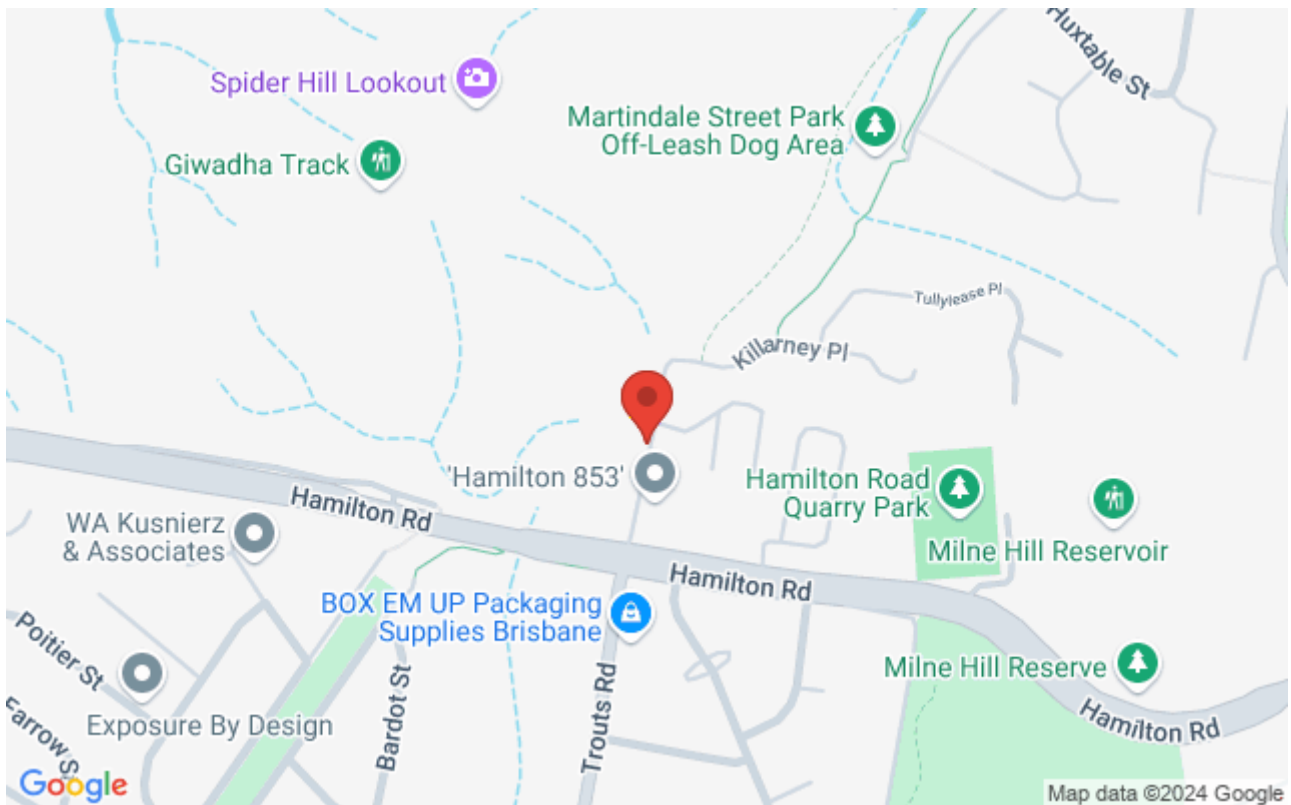 Huxtable St
Spider Hill Lookout
Martindale Street Park
Off-Leash Dog Area
Giwadha Track
Tullylease Pl
Killarney Pl
'Hamilton 853'
Hamilton Road
Quarry Park
Hamilton Rd
WA Kusnierz
& Associates
Milne Hill Reservoir
Hamilton Rd
BOX EM UP Packaging
Supplies Brisbane
Poitier St
Milne Hill Reserve
Bardot St
Trouts Rd
Farrow St
Exposure By Design
Hamilton Rd
Google
Map data ©2024 Google